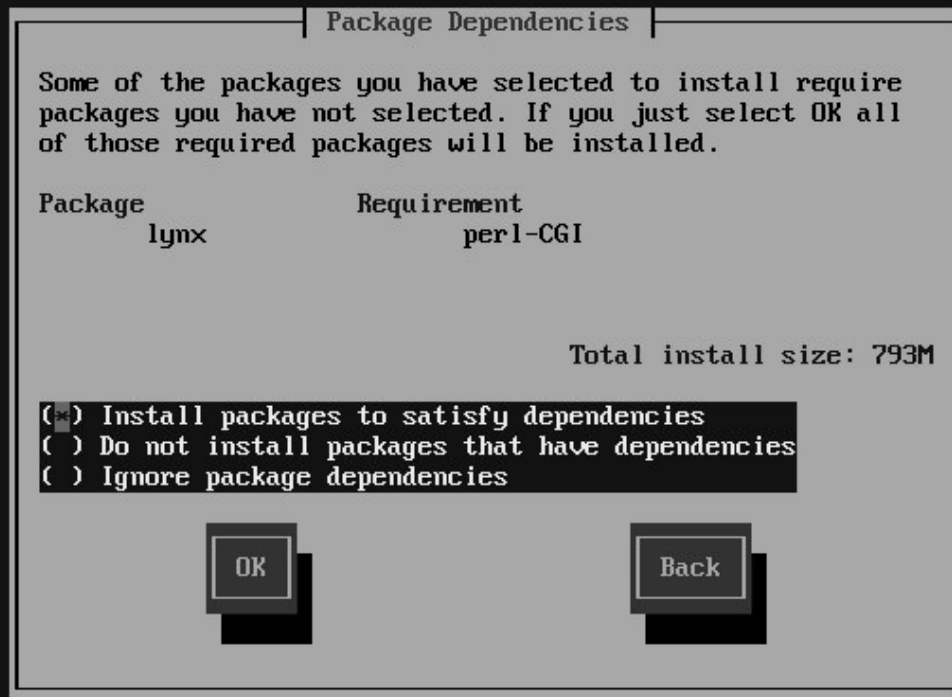 Package Dependencies
Some of the packages you have selected to install require
packages you have not selected. If you just select OK all
of those required packages will be installed.
Package Requirement
lynx perl-CGI
Total install size: 793M
(*) Install packages to satisfy dependencies
( ) Do not install packages that have dependencies
( ) Ignore package dependencies
OK Back